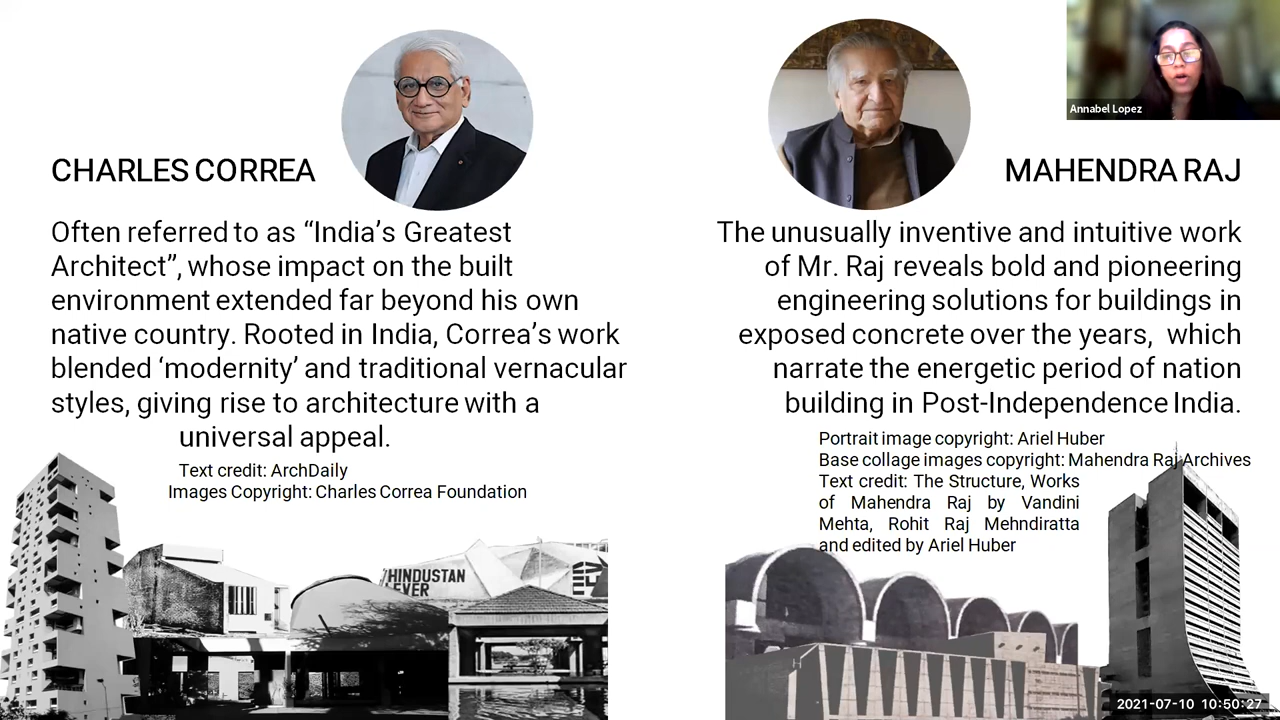 Annabel Lopez
CHARLES CORREA
Often referred to as “India’s Greatest
Architect”, whose impact on the built
environment extended far beyond his own
native country. Rooted in India, Correa’s work
blended ‘modernity’ and traditional vernacular
styles, giving rise to architecture with a
universal appeal.
Text credit: ArchDaily
Images Copyright: Charles Correa Foundation
HINDUSTAN
LEVER
MAHENDRA RAJ
The unusually inventive and intuitive work
of Mr. Raj reveals bold and pioneering
engineering solutions for buildings in
exposed concrete over the years, which
narrate the energetic period of nation
building in Post-Independence India.
Portrait image copyright: Ariel Huber
Base collage images copyright: Mahendra Raj Archives
Text credit: The Structure, Works
of Mahendra Raj by Vandini
Mehta, Rohit Raj Mehndiratta
and edited by Ariel Huber
2021-07-10 10:50:27